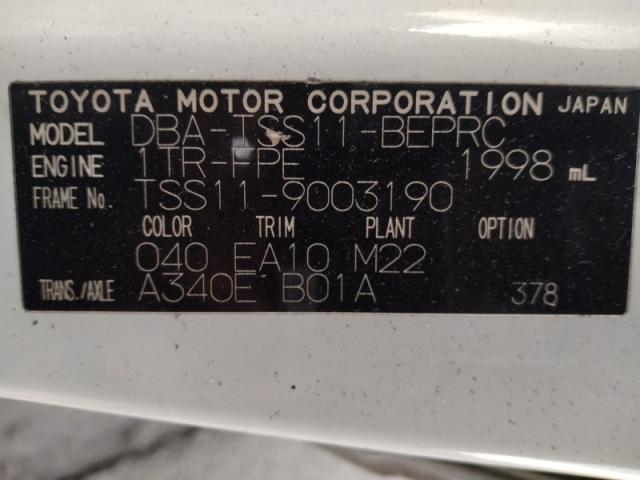 TOYOTA MOTOR CORPORATION JAPAN
MODEL DBA-TSS11-BEPRC
ENGINE 1TR-FPE 1998 mL
FRAME No. TSS11-9003190
COLOR TRIM PLANT OPTION
040 EA10 M22
TRANS./AXLE A340E B01A 378